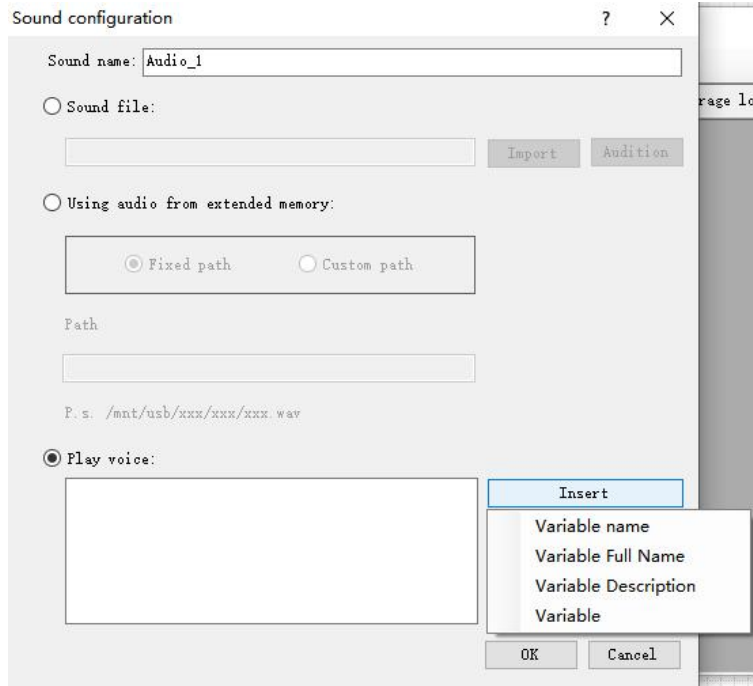 Sound configuration ? ×
Sound name: Audio_1
Sound file:
Import Audition
Using audio from extended memory:
Fixed path Custom path
Path
P.s. /mnt/usb/xxx/xxx/xxx.wav
Play voice:
Insert
Variable name
Variable Full Name
Variable Description
Variable
OK Cancel
rage lo